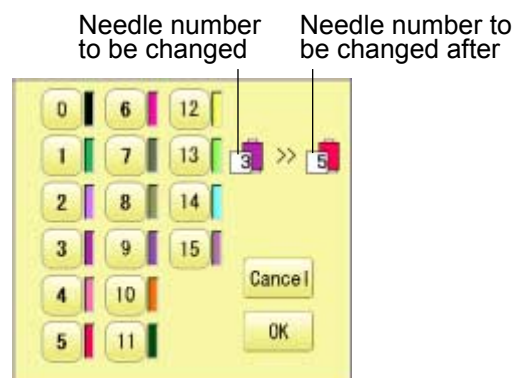 Needle number
to be changed
Needle number to
be changed after
0 6 12
1 7 13 3 >> 5
2 8 14
3 9 15
4 10 Cancel
5 11 OK